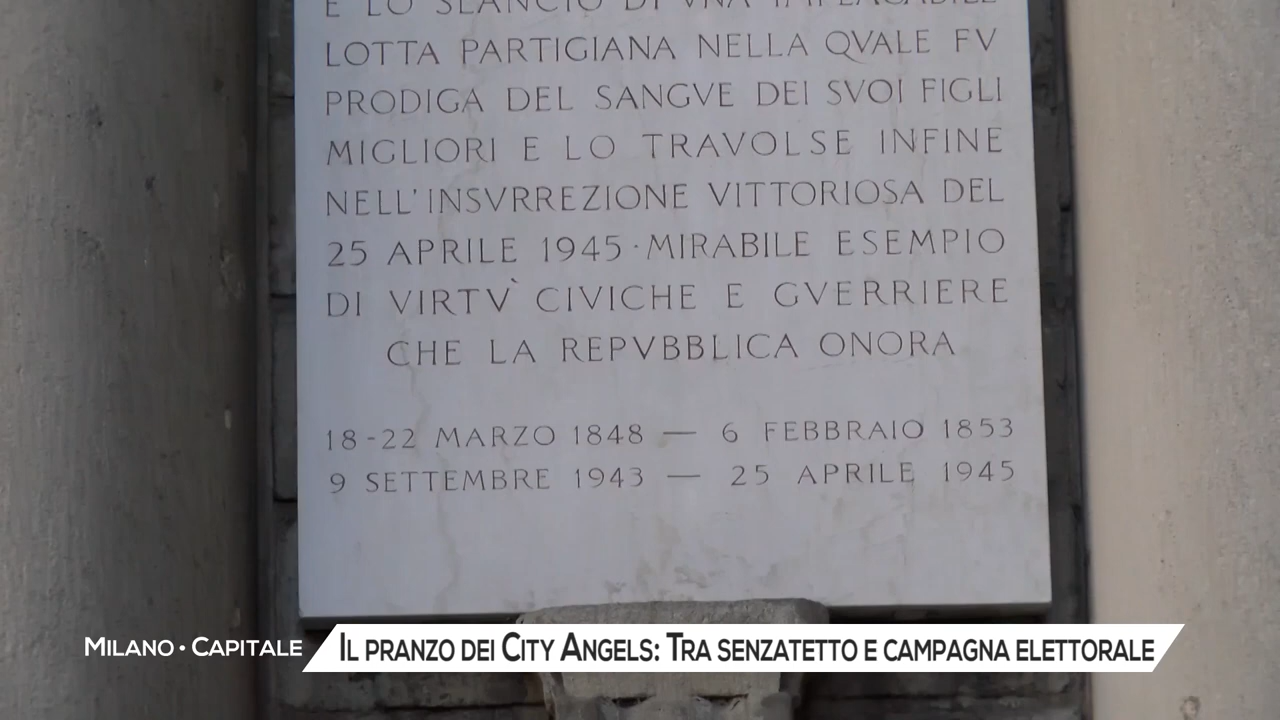 E LO SLANCIO DI VNA IMPLACABILE
LOTTA PARTIGIANA NELLA QVALE FV
PRODIGA DEL SANGVE DEI SVOI FIGLI
MIGLIORI E LO TRAVOLSE INFINE
NELL'INSVRREZIONE VITTORIOSA DEL
25 APRILE 1945 · MIRABILE ESEMPIO
DI VIRTV̀ CIVICHE E GVERRIERE
CHE LA REPVBBLICA ONORA
18-22 MARZO 1848 — 6 FEBBRAIO 1853
9 SETTEMBRE 1943 — 25 APRILE 1945
MILANO • CAPITALE
IL PRANZO DEI CITY ANGELS: TRA SENZATETTO E CAMPAGNA ELETTORALE